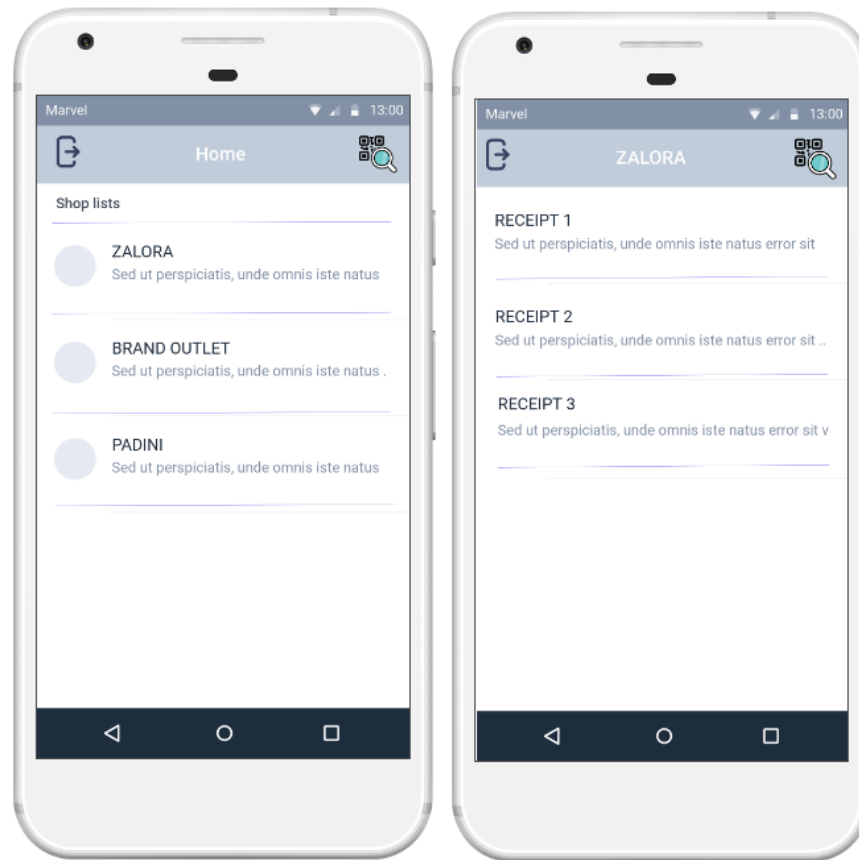 Marvel 13:00
Home
Shop lists
ZALORA
Sed ut perspiciatis, unde omnis iste natus
BRAND OUTLET
Sed ut perspiciatis, unde omnis iste natus .
PADINI
Sed ut perspiciatis, unde omnis iste natus
Marvel 13:00
ZALORA
RECEIPT 1
Sed ut perspiciatis, unde omnis iste natus error sit
RECEIPT 2
Sed ut perspiciatis, unde omnis iste natus error sit ..
RECEIPT 3
Sed ut perspiciatis, unde omnis iste natus error sit v